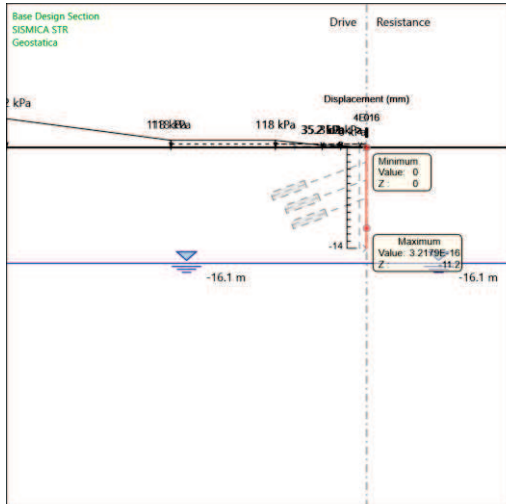 Base Design Section
SISMICA STR
Geostatica
Drive
Resistance
Displacement (mm)
4E016
2 kPa
118 kPa
35.2
Minimum
Value: 0
Z : 0
-14
Maximum
Value: 3.2179E-16
Z : -11.2
-16.1 m
-16.1 m